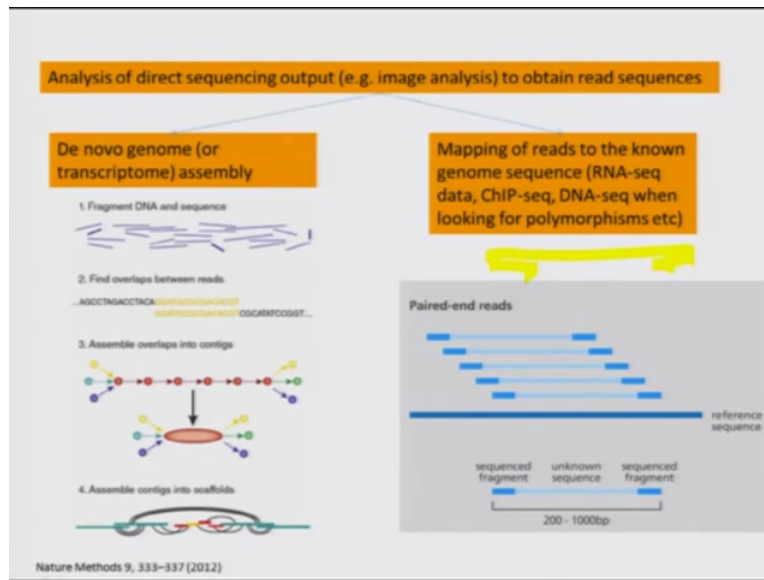 Analysis of direct sequencing output (e.g. image analysis) to obtain read sequences
De novo genome (or
transcriptome) assembly
1. Fragment DNA and sequence
2. Find overlaps between reads
...AGCCTAGACCTACA
CGCATATCCGGT...
3. Assemble overlaps into contigs
4. Assemble contigs into scaffolds
Nature Methods 9, 333–337 (2012)
Mapping of reads to the known
genome sequence (RNA-seq
data, ChIP-seq, DNA-seq when
looking for polymorphisms etc)
Paired-end reads
reference
sequence
sequenced
fragment
unknown
sequence
sequenced
fragment
200 - 1000bp